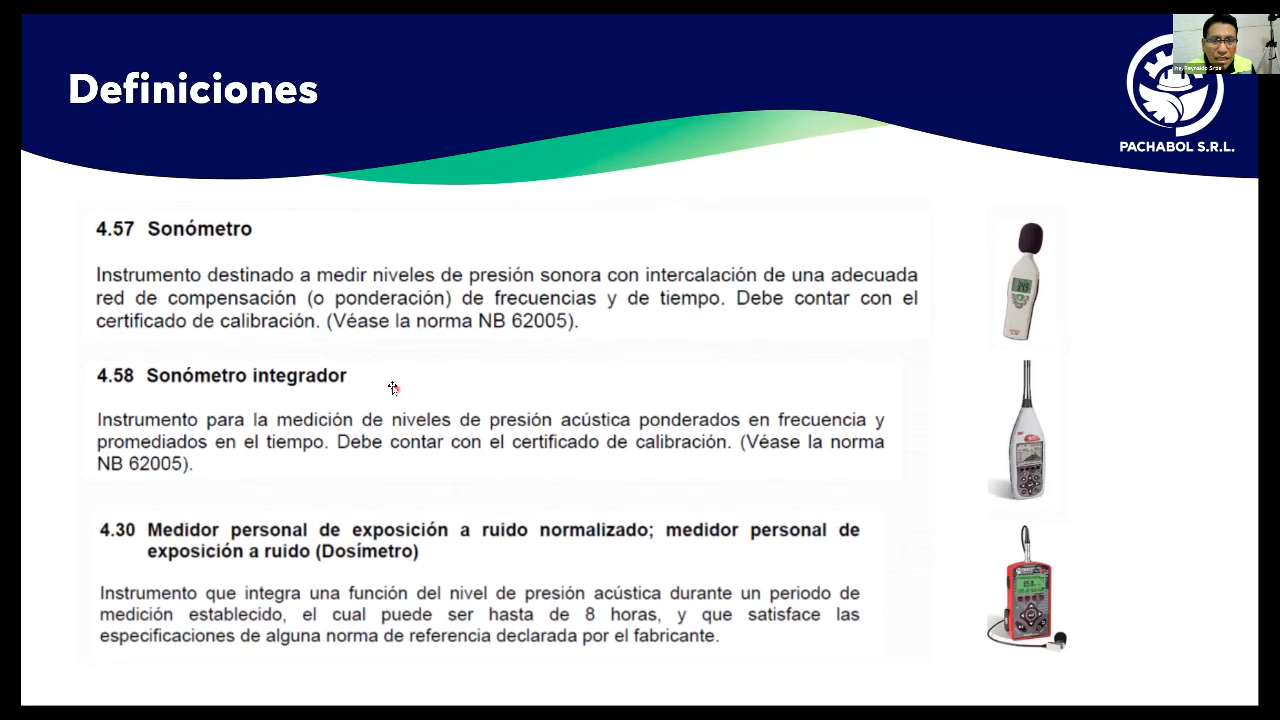 Definiciones
PACHABOL S.R.L.
4.57 Sonómetro
Instrumento destinado a medir niveles de presión sonora con intercalación de una adecuada
red de compensación (o ponderación) de frecuencias y de tiempo. Debe contar con el
certificado de calibración. (Véase la norma NB 62005).
4.58 Sonómetro integrador
Instrumento para la medición de niveles de presión acústica ponderados en frecuencia y
promediados en el tiempo. Debe contar con el certificado de calibración. (Véase la norma
NB 62005).
4.30 Medidor personal de exposición a ruido normalizado; medidor personal de
exposición a ruido (Dosímetro)
Instrumento que integra una función del nivel de presión acústica durante un periodo de
medición establecido, el cual puede ser hasta de 8 horas, y que satisface las
especificaciones de alguna norma de referencia declarada por el fabricante.